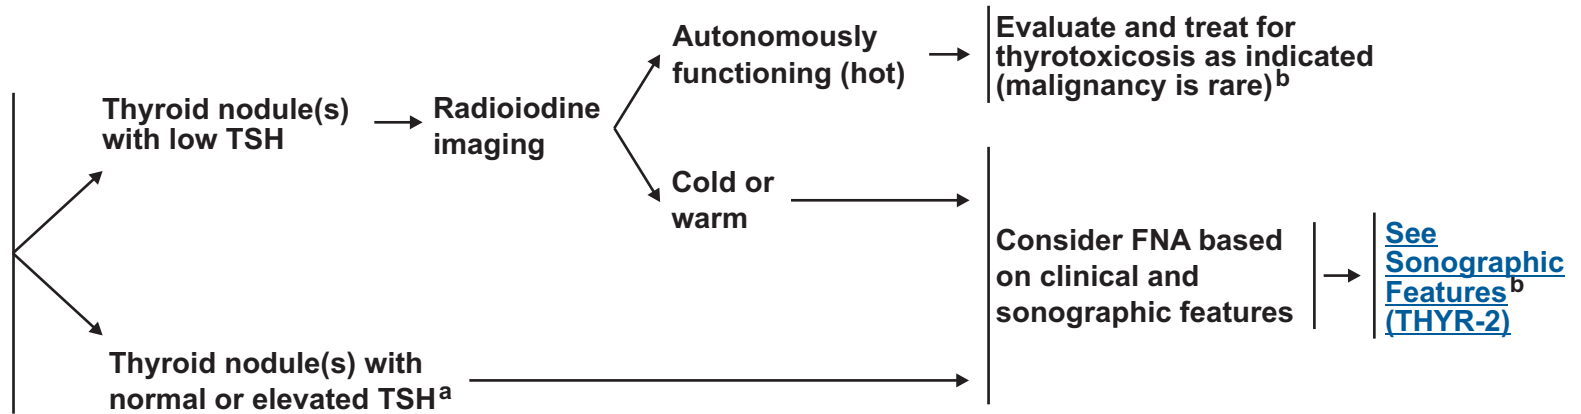 Thyroid nodule(s)
with low TSH
Radioiodine
imaging
Autonomously
functioning (hot)
Evaluate and treat for
thyrotoxicosis as indicated
(malignancy is rare)b
Cold or
warm
Thyroid nodule(s) with
normal or elevated TSHa
Consider FNA based
on clinical and
sonographic features
See
Sonographic
Featuresb
(THYR-2)